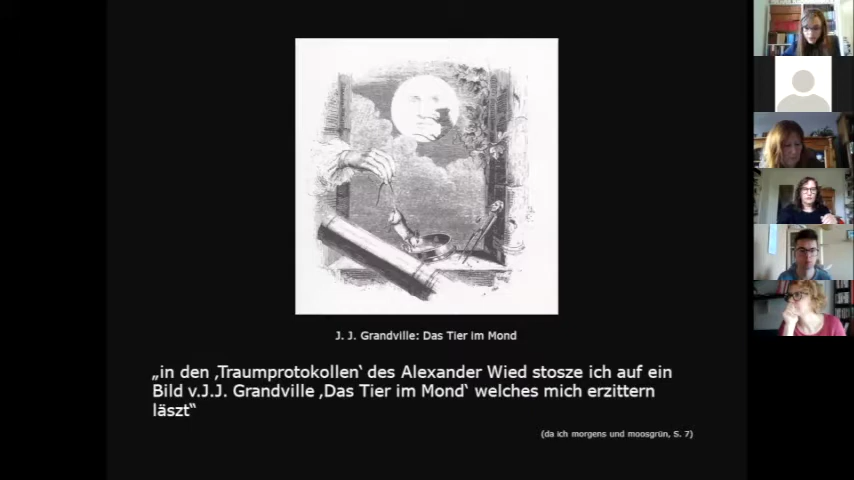 J. J. Grandville: Das Tier im Mond
„in den ‚Traumprotokollen‘ des Alexander Wied stosze ich auf ein
Bild v.J.J. Grandville ‚Das Tier im Mond‘ welches mich erzittern
läszt“
(da ich morgens und moosgrün, S. 7)